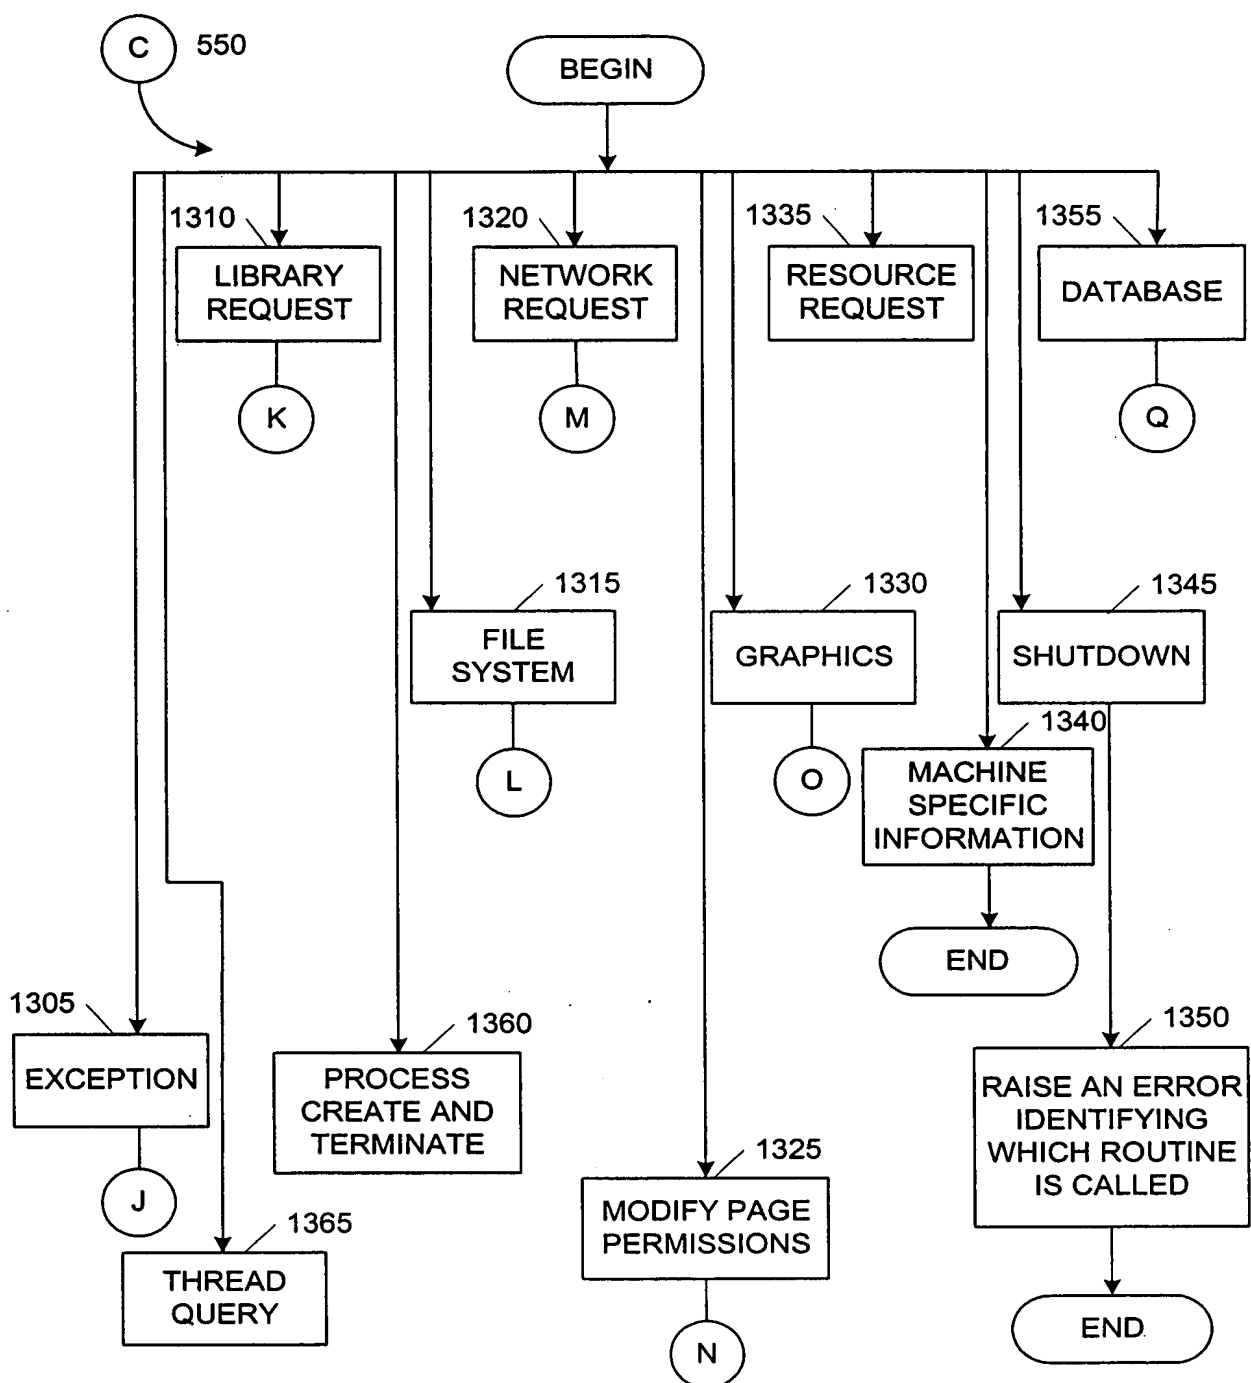 C
550
BEGIN
1310
1320
1335
1355
LIBRARY
REQUEST
NETWORK
REQUEST
RESOURCE
REQUEST
DATABASE
K
M
Q
1315
1330
1345
FILE
SYSTEM
GRAPHICS
SHUTDOWN
1340
L
O
MACHINE
SPECIFIC
INFORMATION
END
1305
1360
1350
EXCEPTION
PROCESS
CREATE AND
TERMINATE
RAISE AN ERROR
IDENTIFYING
WHICH ROUTINE
IS CALLED
1325
J
MODIFY PAGE
PERMISSIONS
1365
THREAD
QUERY
N
END